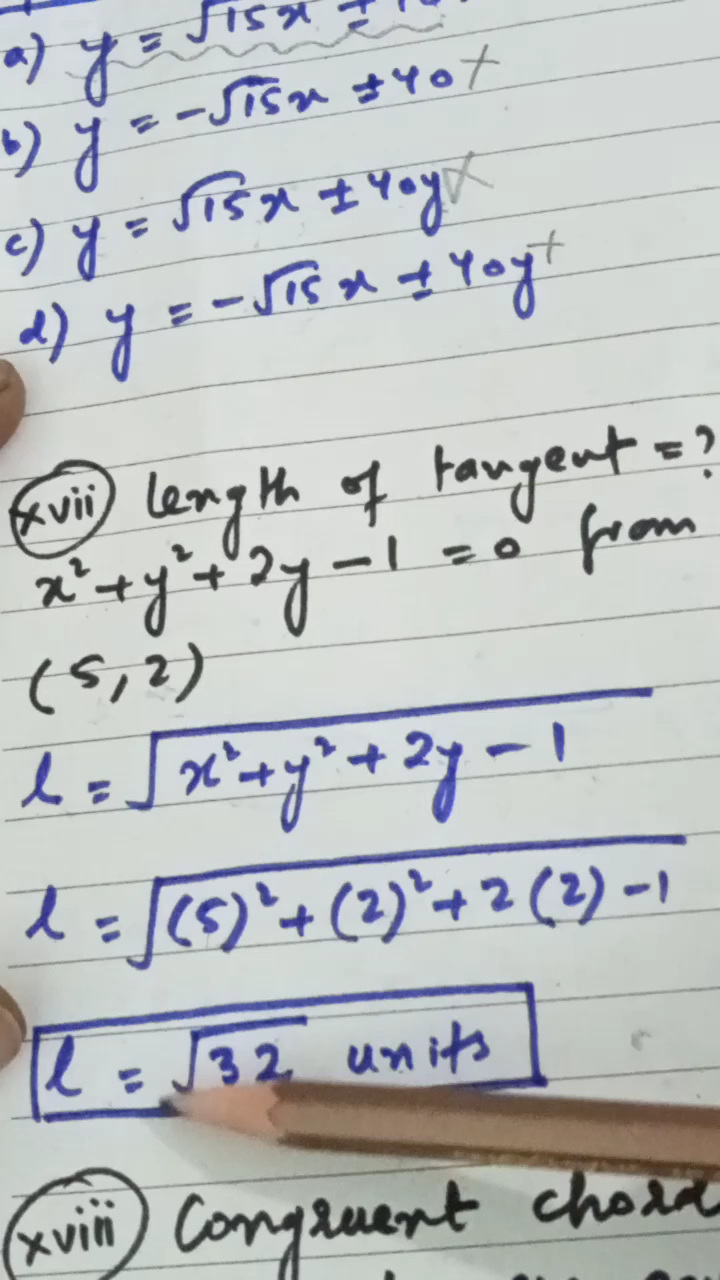 a) y = √15x ±
b) y = -√15x ±40 ×
c) y = √15x ±40y ×
d) y = -√15x ±40y ×
xvii length of tangent = ?
x²+y²+2y-1=0 from
(5,2)
l = √x²+y²+2y-1
l = √(5)²+(2)²+2(2)-1
l = √32 units
xviii Congruent